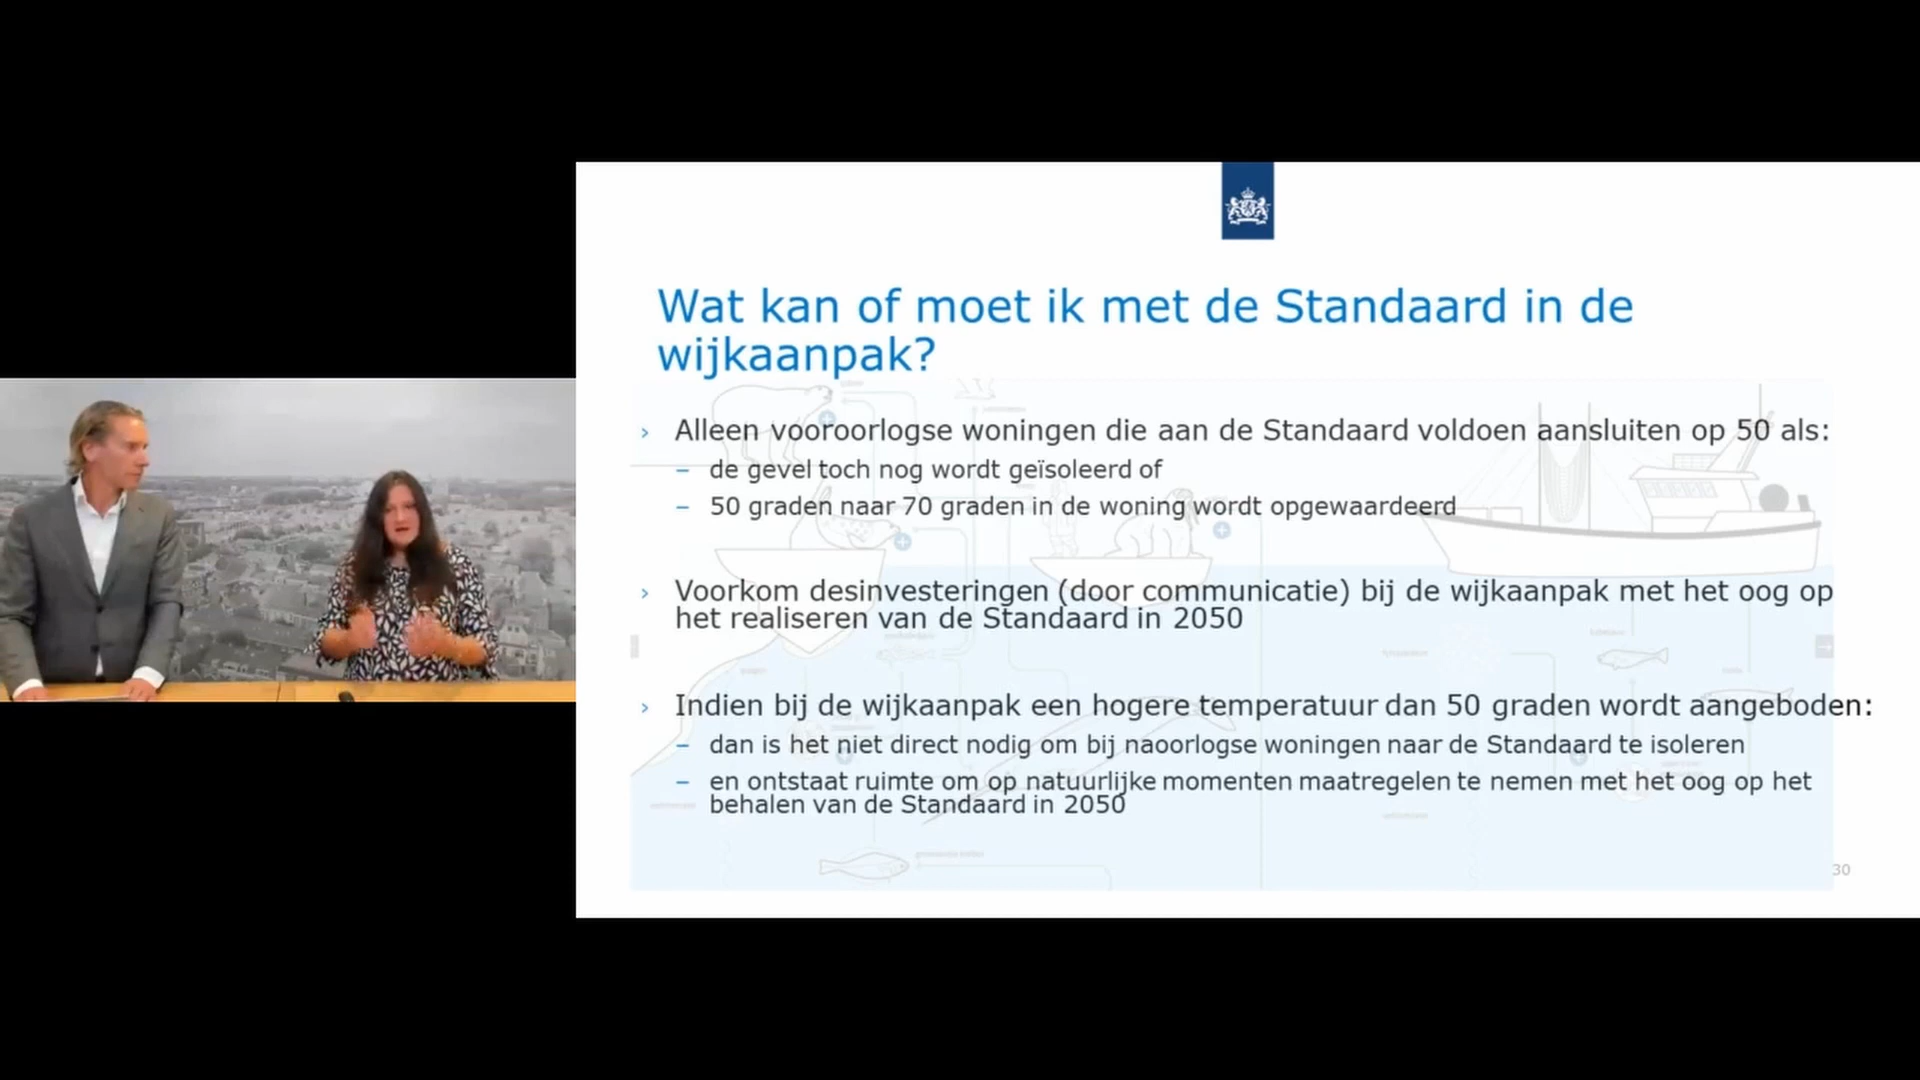 Wat kan of moet ik met de Standaard in de
wijkaanpak?
› Alleen vooroorlogse woningen die aan de Standaard voldoen aansluiten op 50 als:
– de gevel toch nog wordt geïsoleerd of
– 50 graden naar 70 graden in de woning wordt opgewaardeerd
› Voorkom desinvesteringen (door communicatie) bij de wijkaanpak met het oog op
het realiseren van de Standaard in 2050
› Indien bij de wijkaanpak een hogere temperatuur dan 50 graden wordt aangeboden:
– dan is het niet direct nodig om bij naoorlogse woningen naar de Standaard te isoleren
– en ontstaat ruimte om op natuurlijke momenten maatregelen te nemen met het oog op het
behalen van de Standaard in 2050
30